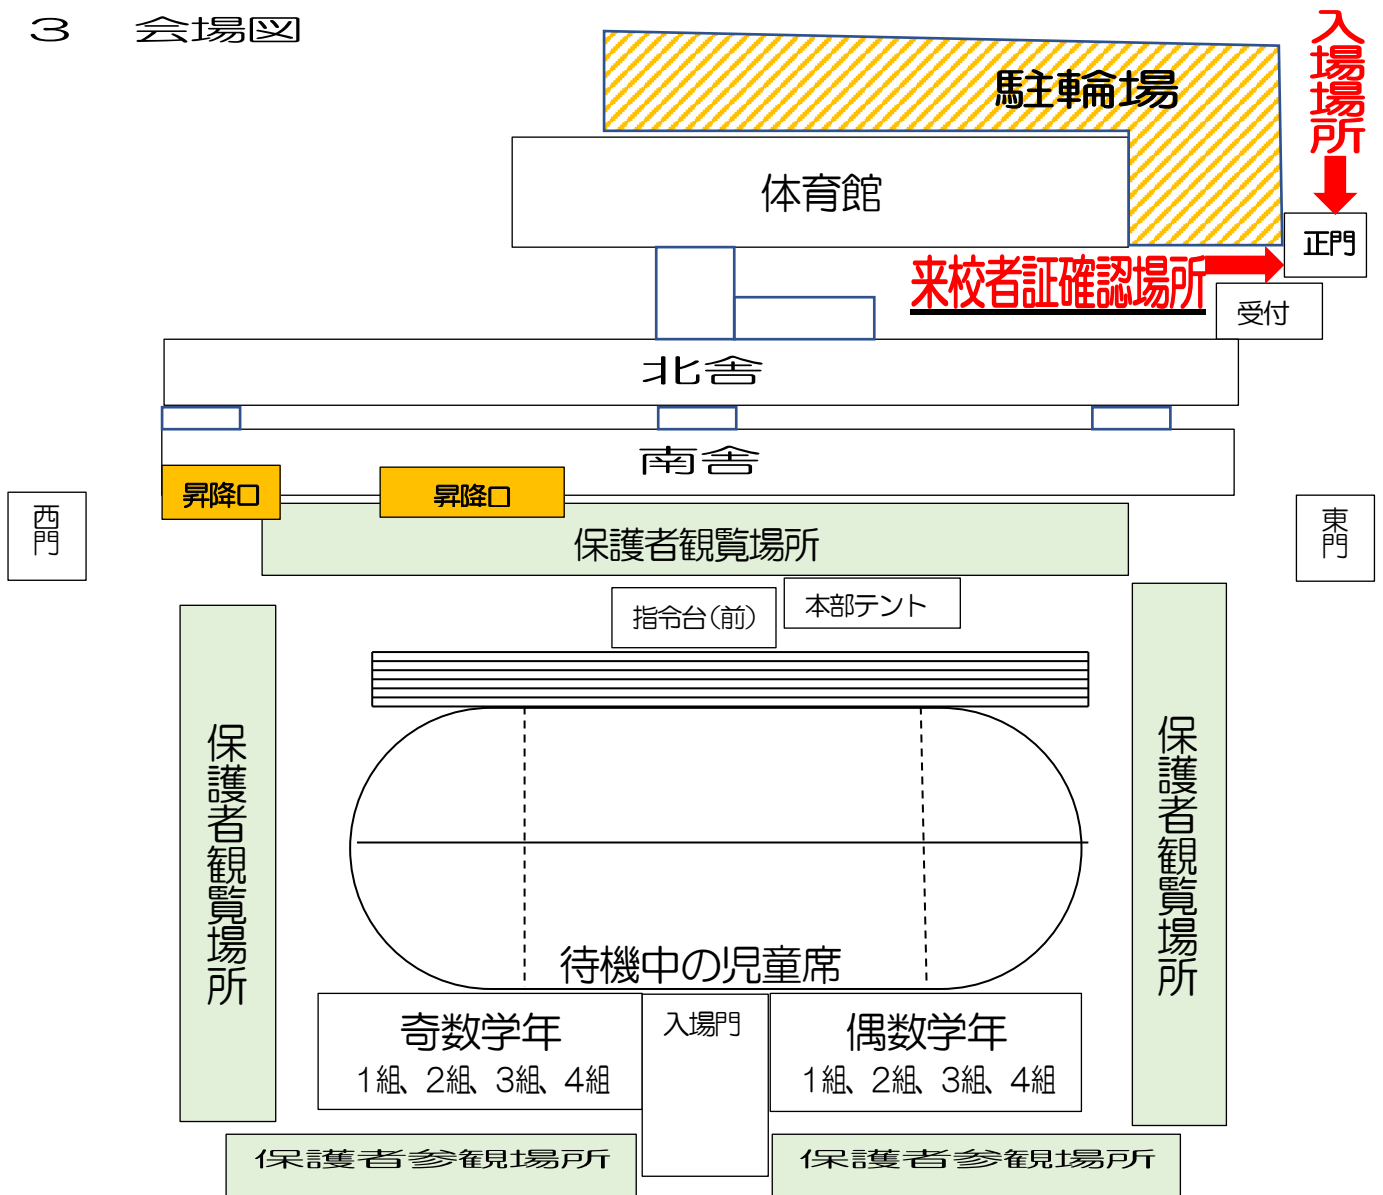 3　会場図
入場場所
駐輪場
体育館
正門
来校者証確認場所
受付
北舎
南舎
昇降口
昇降口
西門
東門
保護者観覧場所
指令台(前)
本部テント
保護者観覧場所
保護者観覧場所
待機中の児童席
奇数学年
1組、2組、3組、4組
入場門
偶数学年
1組、2組、3組、4組
保護者参観場所
保護者参観場所